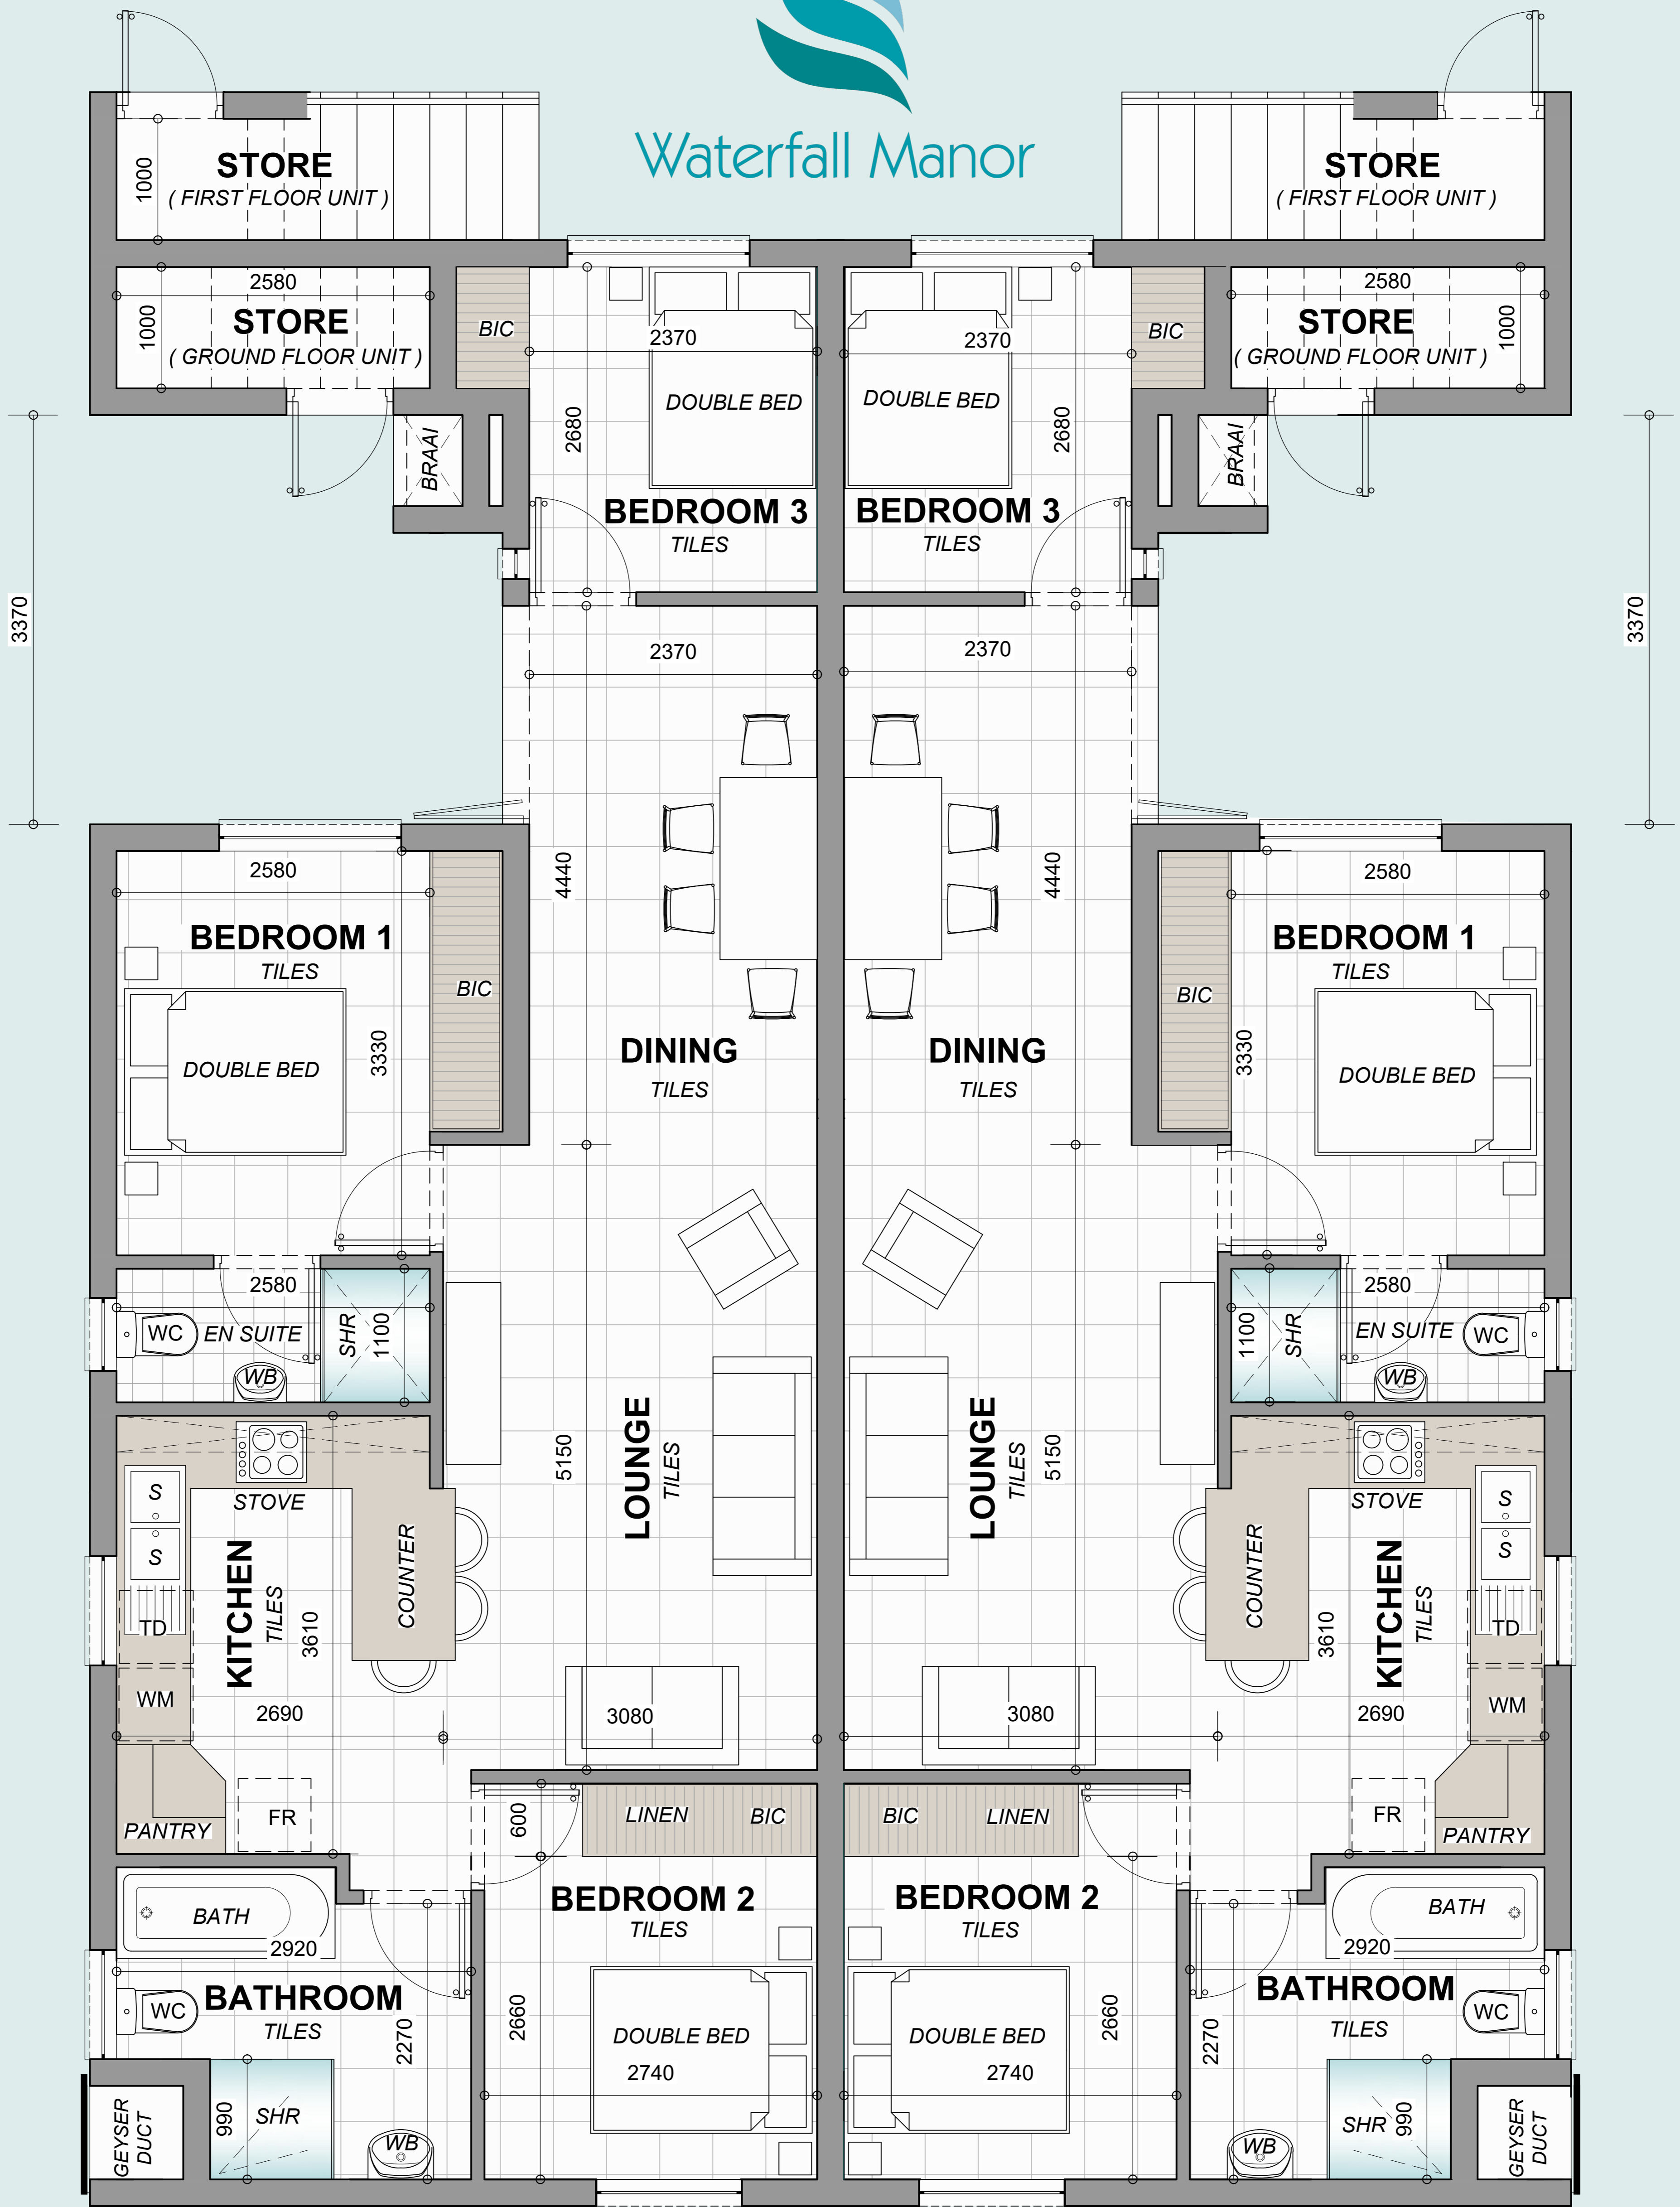 Waterfall Manor
STORE
( FIRST FLOOR UNIT )
1000
STORE
( FIRST FLOOR UNIT )
2580
1000
STORE
( GROUND FLOOR UNIT )
BIC
2370
DOUBLE BED
2680
BEDROOM 3
TILES
BRAAI
2370
DOUBLE BED
2680
BEDROOM 3
TILES
BIC
2580
1000
STORE
( GROUND FLOOR UNIT )
BRAAI
3370
3370
2370
2370
4440
4440
DINING
TILES
DINING
TILES
2580
BEDROOM 1
TILES
BIC
3330
DOUBLE BED
2580
BEDROOM 1
TILES
BIC
3330
DOUBLE BED
2580
WC
EN SUITE
WB
SHR
1100
2580
1100
SHR
EN SUITE
WC
WB
LOUNGE
TILES
5150
LOUNGE
TILES
5150
STOVE
S
S
KITCHEN
TILES
3610
COUNTER
TD
WM
2690
PANTRY
FR
3080
STOVE
S
S
KITCHEN
TILES
3610
COUNTER
TD
WM
2690
PANTRY
FR
3080
600
LINEN
BIC
BEDROOM 2
TILES
2660
DOUBLE BED
2740
BIC
LINEN
BEDROOM 2
TILES
2660
DOUBLE BED
2740
BATH
2920
WC
BATHROOM
TILES
2270
990
SHR
WB
GEYSER
DUCT
BATH
2920
BATHROOM
WC
TILES
2270
SHR
990
WB
GEYSER
DUCT